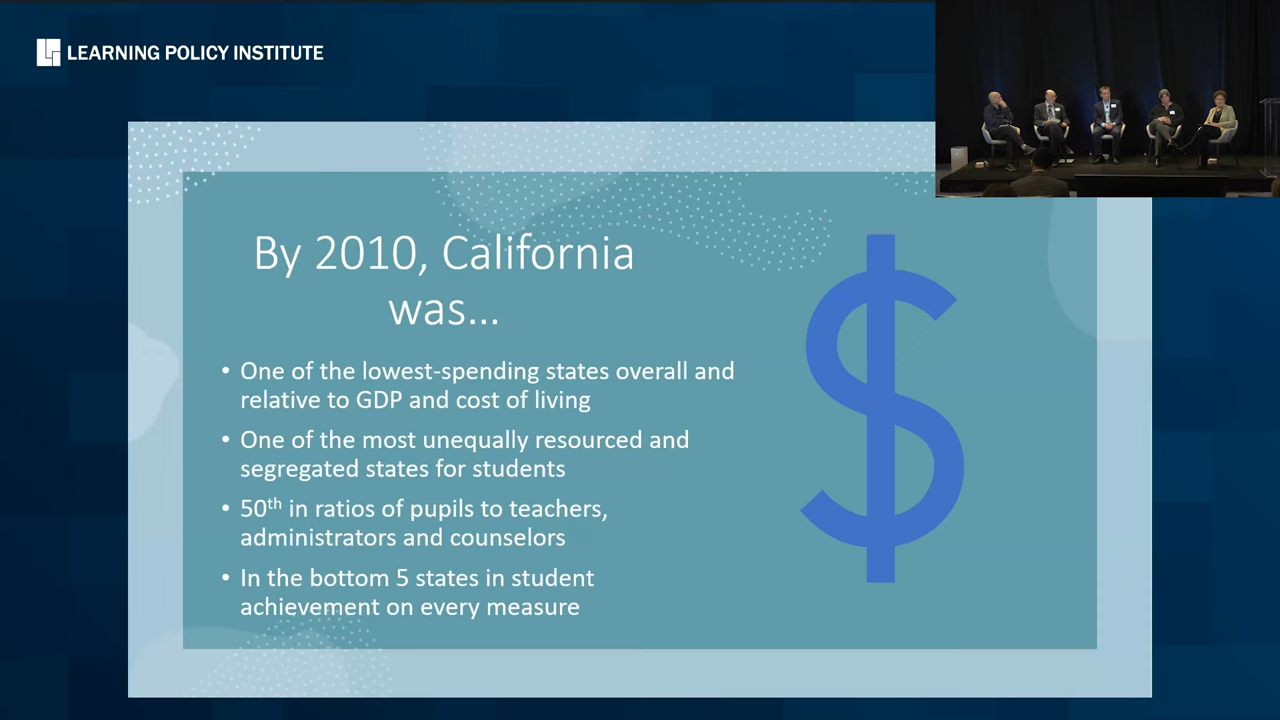 LEARNING POLICY INSTITUTE
By 2010, California
was...
• One of the lowest-spending states overall and
relative to GDP and cost of living
• One of the most unequally resourced and
segregated states for students
• 50th in ratios of pupils to teachers,
administrators and counselors
• In the bottom 5 states in student
achievement on every measure